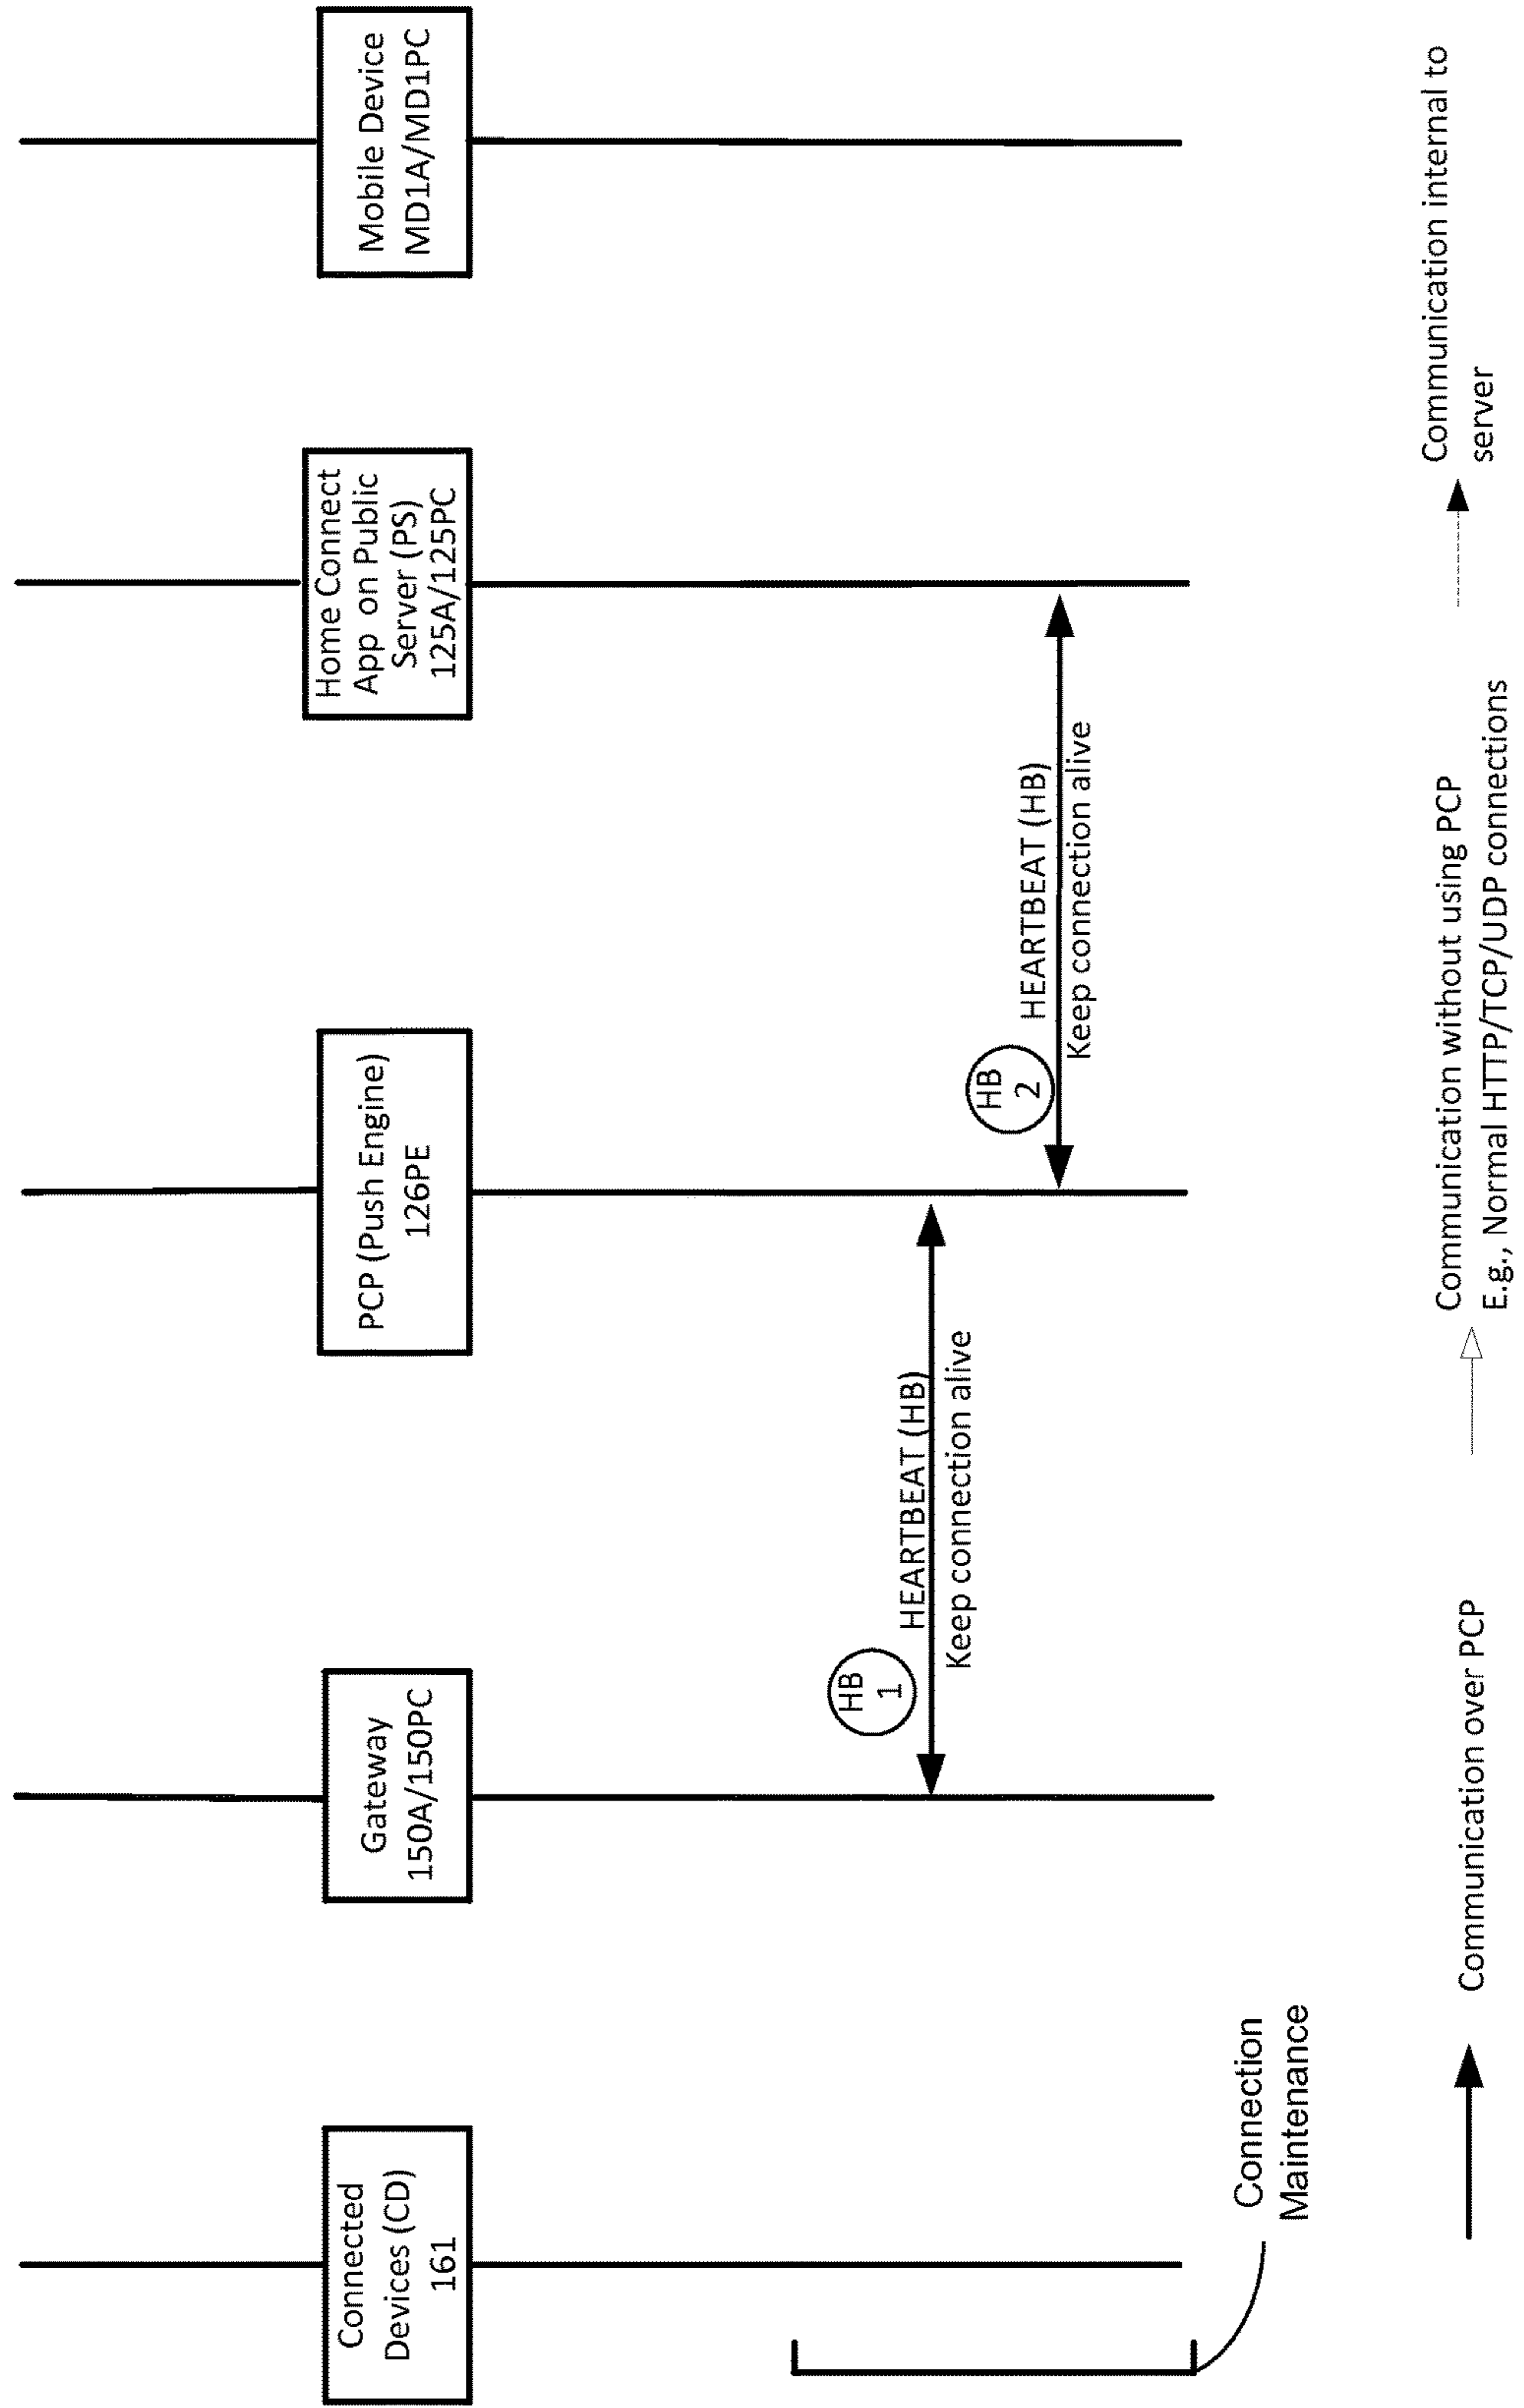 Connected
Devices (CD)
161
Gateway
150A/150PC
PCP (Push Engine)
126PE
Home Connect
App on Public
Server (PS)
125A/125PC
Mobile Device
MD1A/MD1PC
HB
1
HEARTBEAT (HB)
Keep connection alive
HB
2
HEARTBEAT (HB)
Keep connection alive
Connection
Maintenance
Communication over PCP
Communication without using PCP
E.g., Normal HTTP/TCP/UDP connections
Communication internal to
server